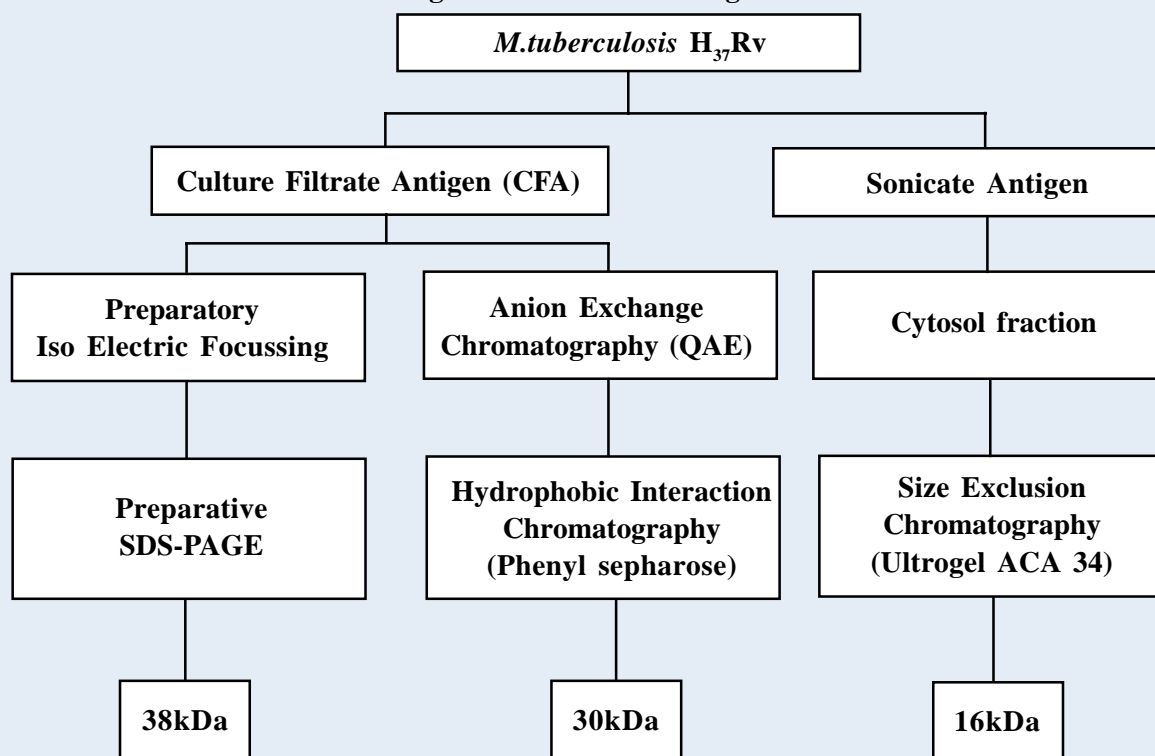 M.tuberculosis H37Rv
Culture Filtrate Antigen (CFA)
Sonicate Antigen
Preparatory
Iso Electric Focussing
Anion Exchange
Chromatography (QAE)
Cytosol fraction
Preparative
SDS-PAGE
Hydrophobic Interaction
Chromatography
(Phenyl sepharose)
Size Exclusion
Chromatography
(Ultrogel ACA 34)
38kDa
30kDa
16kDa